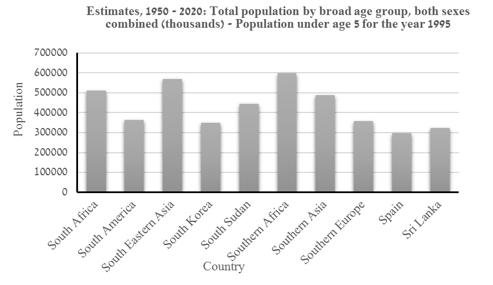 Estimates, 1950 - 2020: Total population by broad age group, both sexes
combined (thousands) - Population under age 5 for the year 1995
Population
700000
600000
500000
400000
300000
200000
100000
0
South Africa
South America
South Eastern Asia
South Korea
South Sudan
Southern Africa
Southern Asia
Southern Europe
Spain
Sri Lanka
Country